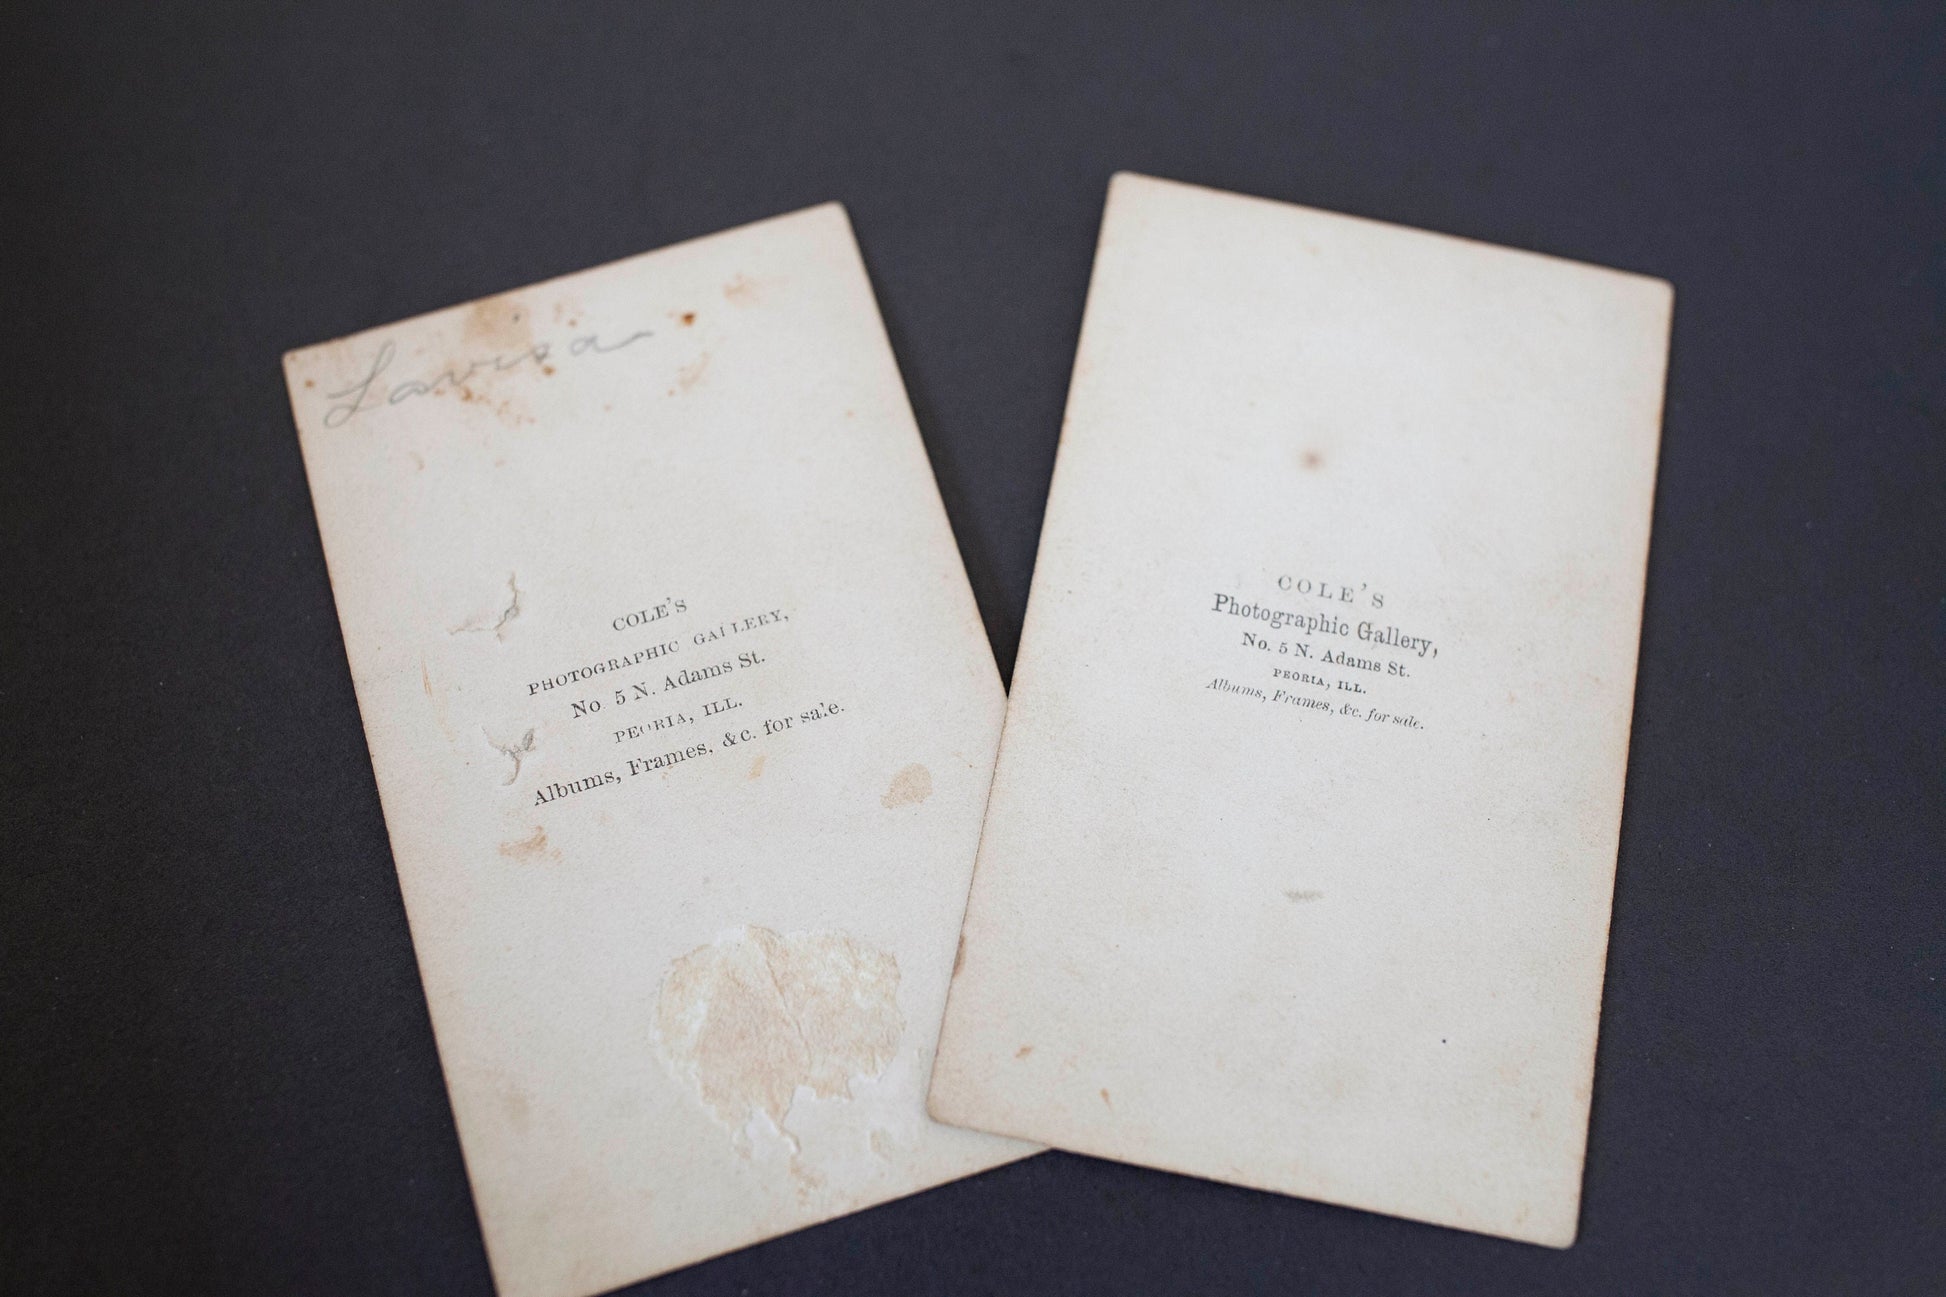 Lavisa
COLE'S
PHOTOGRAPHIC GALLERY,
No. 5 N. Adams St.
PEORIA, ILL.
Albums, Frames, &c. for sale.
COLE'S
Photographic Gallery,
No. 5 N. Adams St.
PEORIA, ILL.
Albums, Frames, &c. for sale.